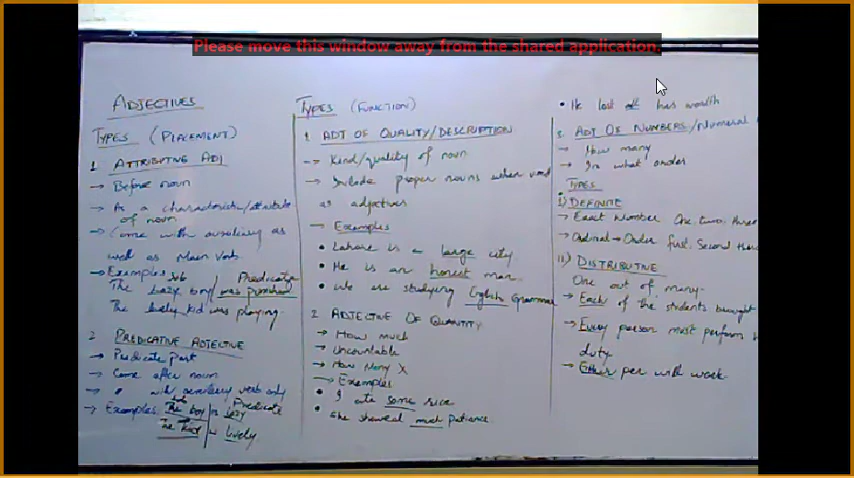 Please move this window away from the shared application.
ADJECTIVES
TYPES (PLACEMENT)
1. ATTRIBUTIVE ADJ
→ Before noun
→ As a characteristic/attribute
of noun
→ Come with auxiliary as
well as Main Verb.
→ Examples Sub Predicate
The lazy boy / was punished
The lively kid was playing.
2 PREDICATIVE ADJECTIVE
→ Predicate Part
→ Come after noun
→ with auxiliary verb only
→ Examples. Sub Predicate
The boy is lazy
The kid is lively
TYPES (FUNCTION)
1. ADJ OF QUALITY/DESCRIPTION
→ Kind/quality of noun
→ Include proper nouns when used
as adjectives
→ Examples
• Lahore is a large city
• He is an honest man.
• We are studying English Grammar
2. ADJECTIVE OF QUANTITY
→ How much
→ Uncountable
→ How Many X
→ Examples
• I ate some rice
• She showed much patience.
• He lost all his wealth
3. ADJ OF NUMBERS/Numeral
→ How many
→ In what order
TYPES
i) DEFINITE
→ Exact Number One two three
→ Ordinal → Order first Second
ii) DISTRIBUTIVE
One out of many.
→ Each of the students brought
→ Every person must perform
duty.
→ Either pen will work.